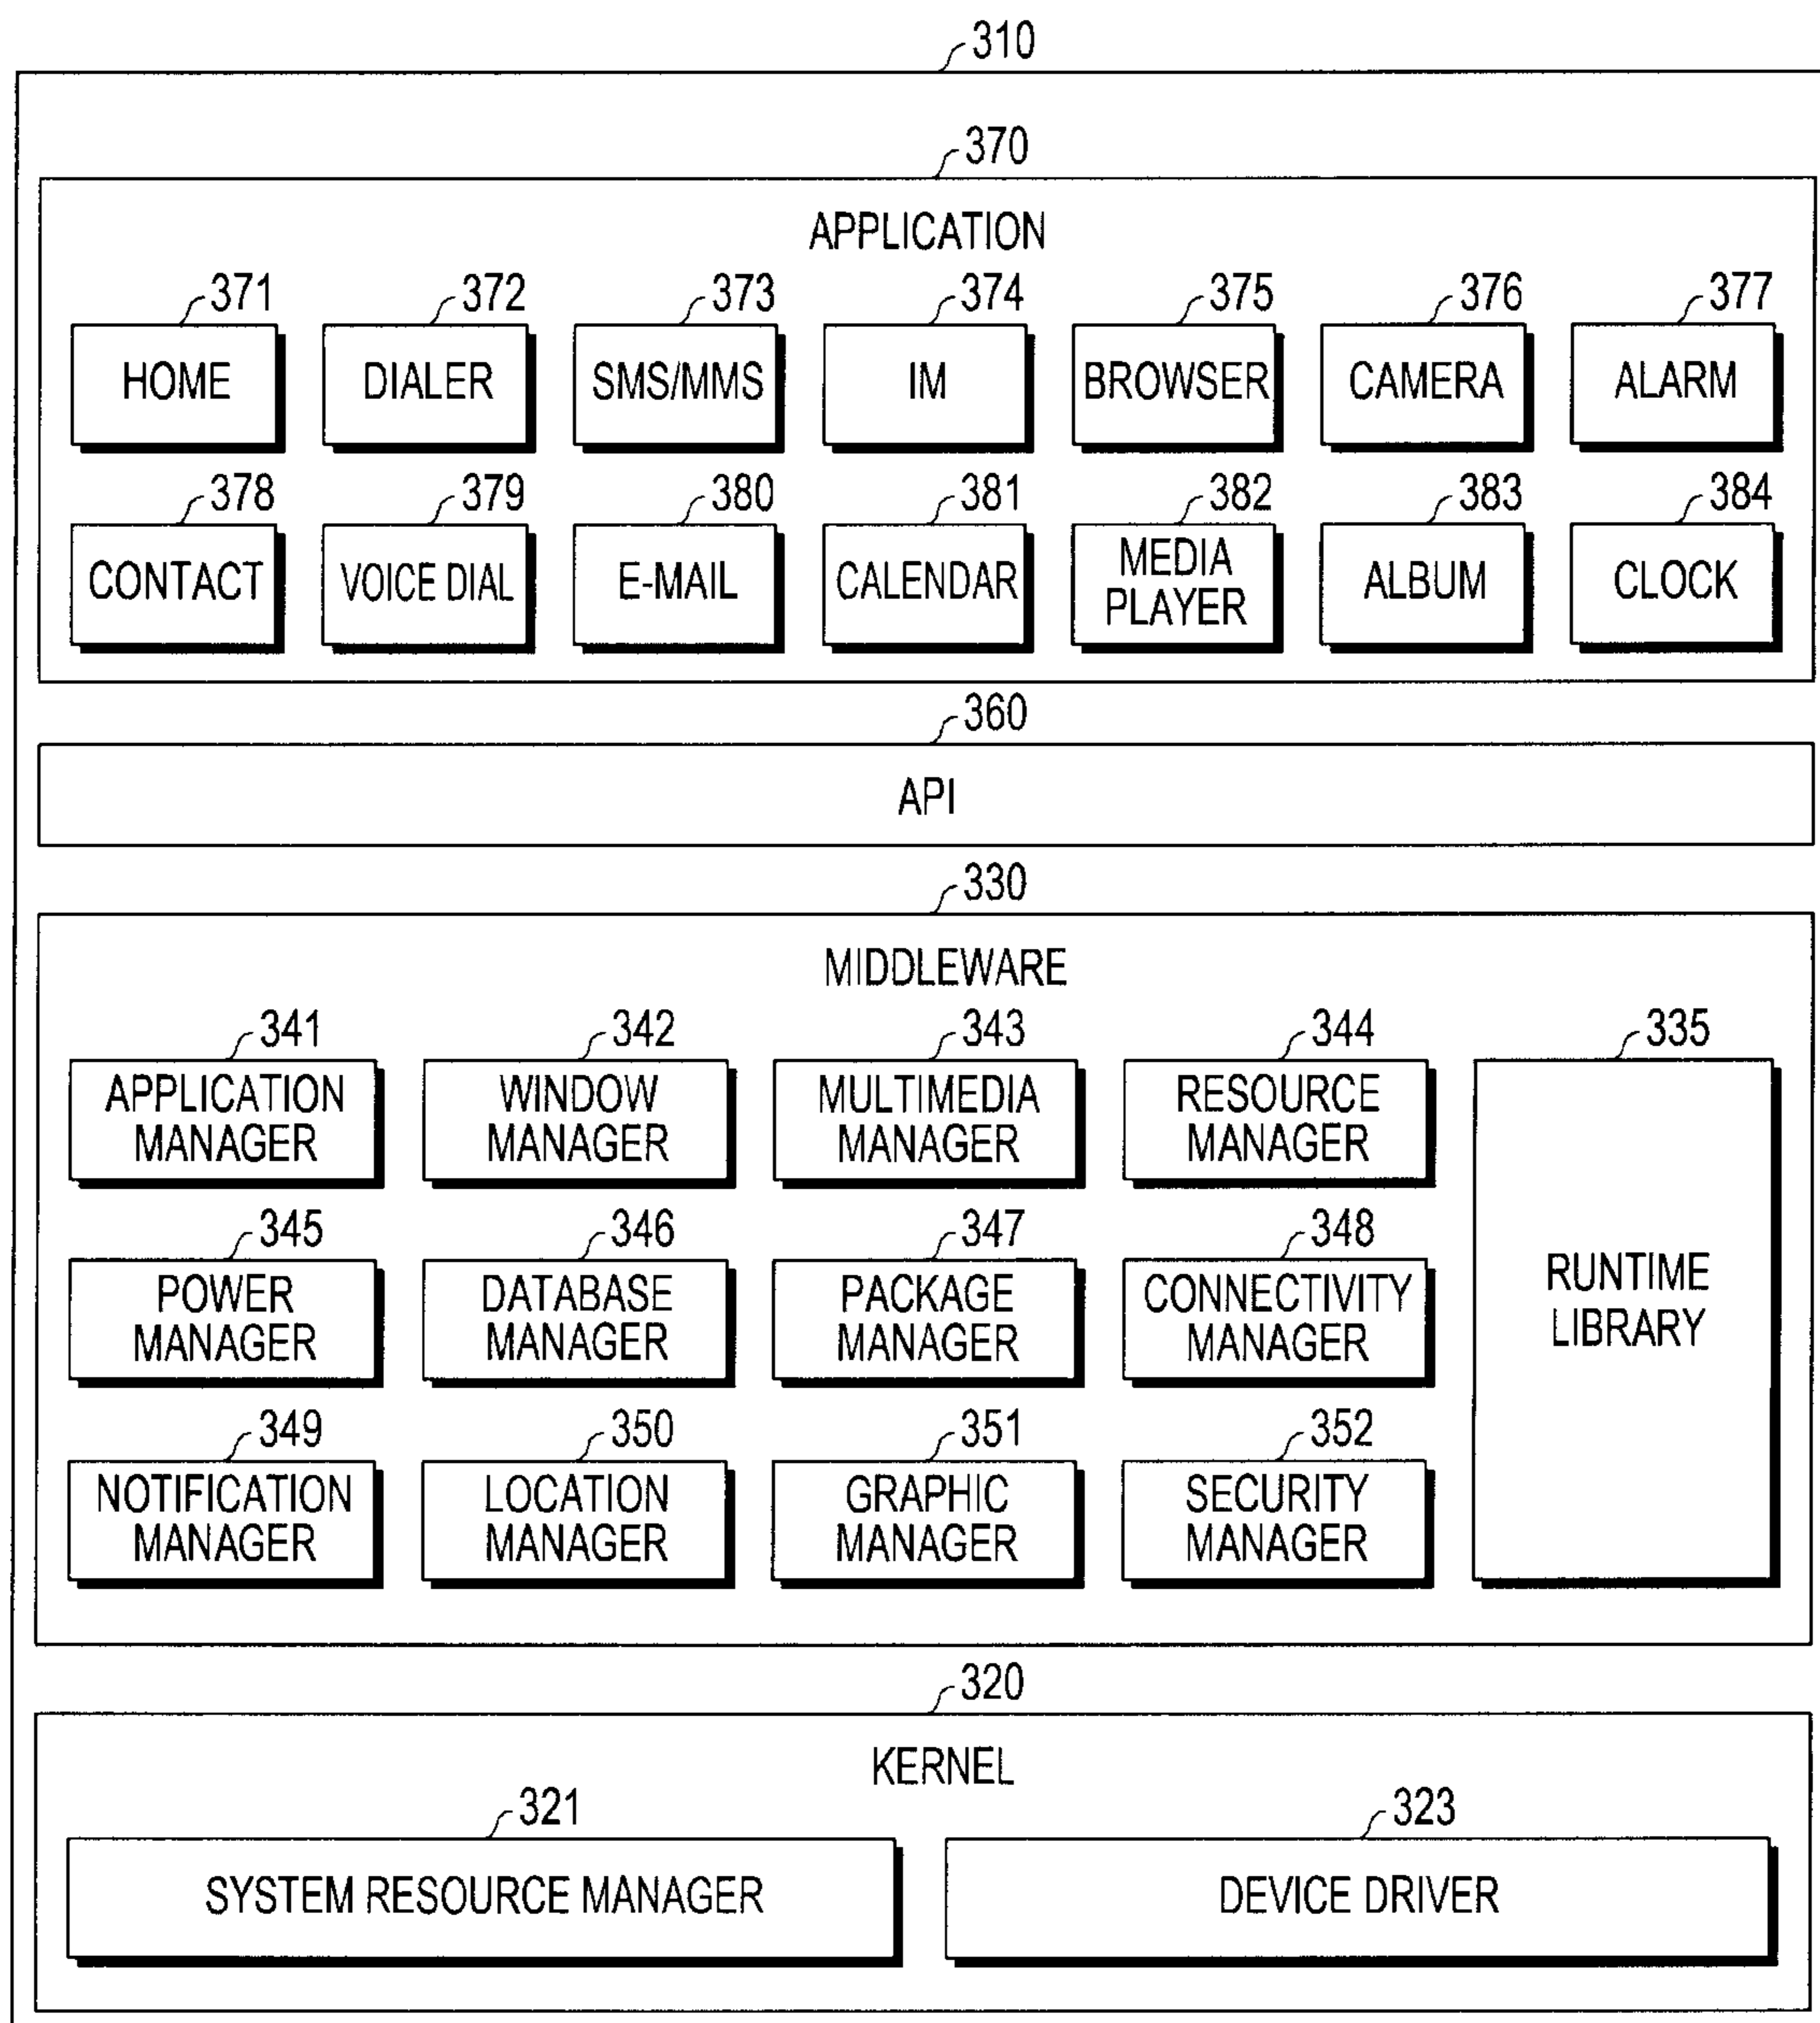 310
370
APPLICATION
371 372 373 374 375 376 377
HOME DIALER SMS/MMS IM BROWSER CAMERA ALARM
378 379 380 381 382 383 384
CONTACT VOICE DIAL E-MAIL CALENDAR MEDIA PLAYER ALBUM CLOCK
360
API
330
MIDDLEWARE
341 342 343 344 335
APPLICATION MANAGER WINDOW MANAGER MULTIMEDIA MANAGER RESOURCE MANAGER
345 346 347 348
POWER MANAGER DATABASE MANAGER PACKAGE MANAGER CONNECTIVITY MANAGER RUNTIME LIBRARY
349 350 351 352
NOTIFICATION MANAGER LOCATION MANAGER GRAPHIC MANAGER SECURITY MANAGER
320
KERNEL
321 323
SYSTEM RESOURCE MANAGER DEVICE DRIVER